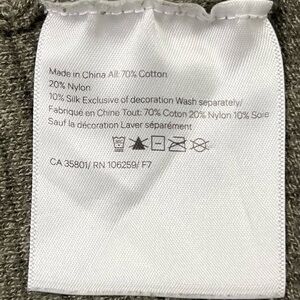 Made in China All: 70% Cotton
20% Nylon
10% Silk Exclusive of decoration Wash separately/
Fabriqué en Chine Tout: 70% Coton 20% Nylon 10% Soie
Sauf la décoration Laver séparément
CA 35801/ RN 106259/ F7